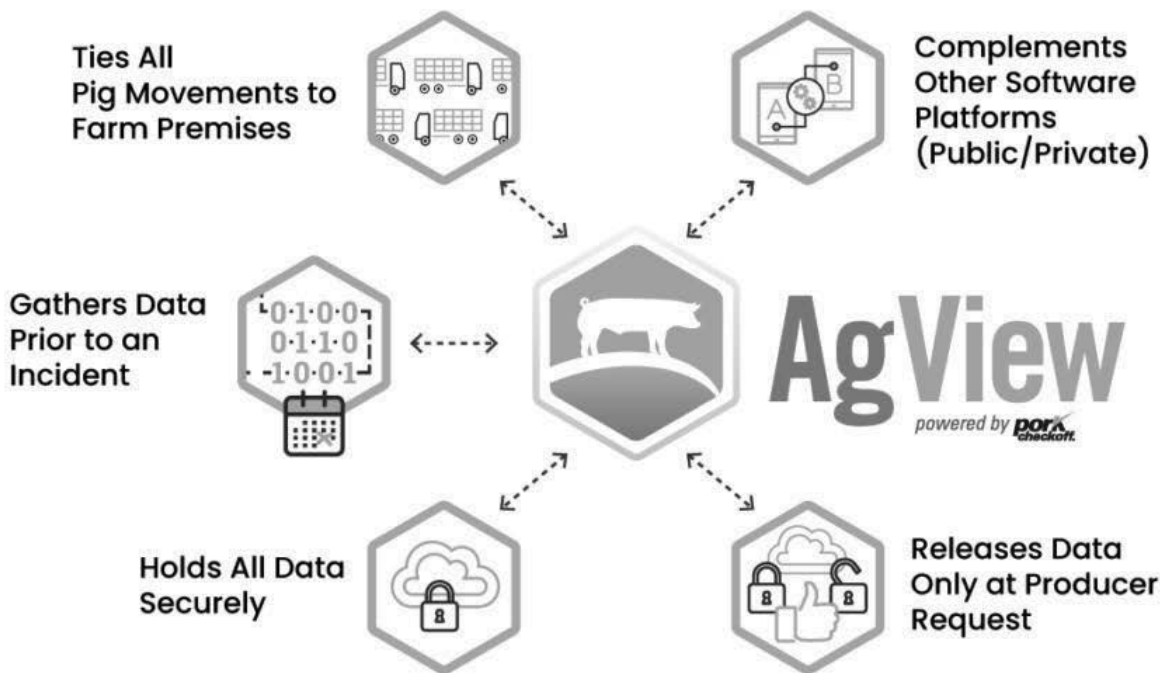 Ties All
Pig Movements to
Farm Premises
Complements
Other Software
Platforms
(Public/Private)
A
B
Gathers Data
Prior to an
Incident
0·1·0·0
0·1·1·0
1·0·0·1
AgView
powered by pork
checkoff.
Holds All Data
Securely
Releases Data
Only at Producer
Request